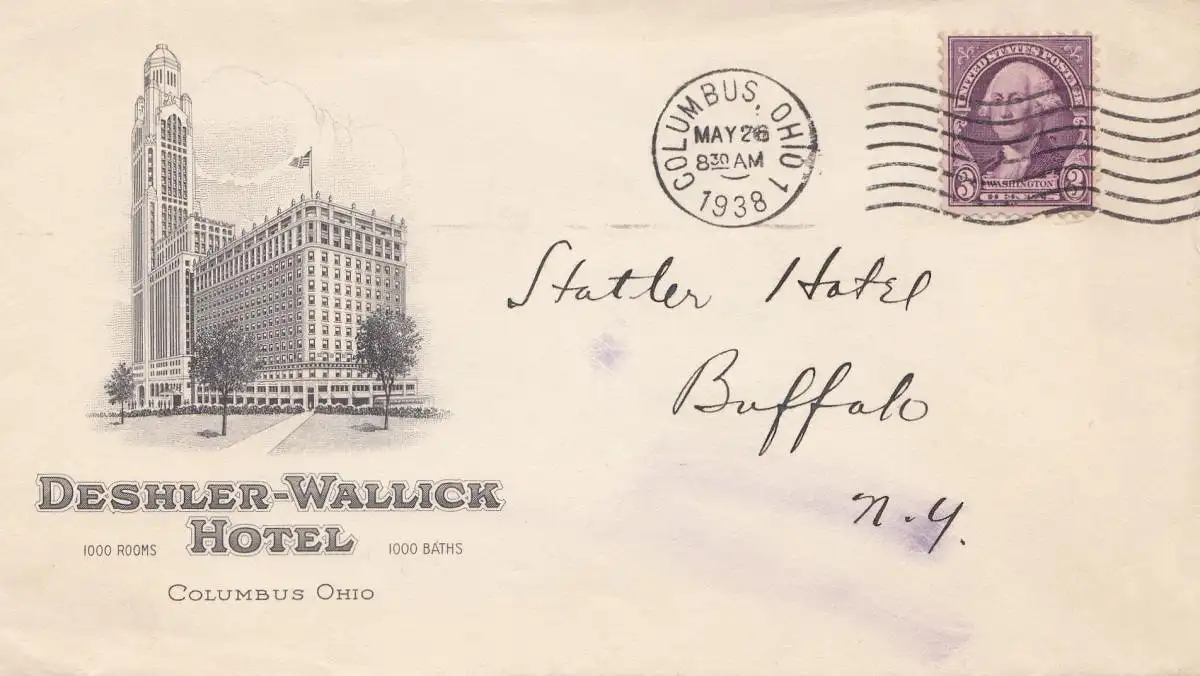 COLUMBUS, OHIO 1
MAY 26
8 30 AM
1938
UNITED STATES POSTAGE
3 WASHINGTON 3
Statler Hotel
Buffalo
N.Y.
DESHLER-WALLICK
HOTEL
1000 ROOMS 1000 BATHS
COLUMBUS OHIO